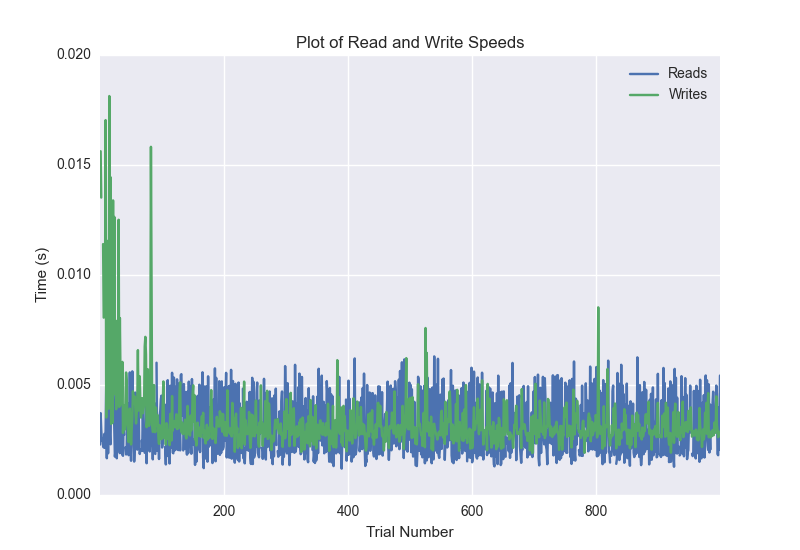 Plot of Read and Write Speeds
0.020
Reads
Writes
0.015
0.010
Time (s)
0.005
0.000
200 400 600 800
Trial Number